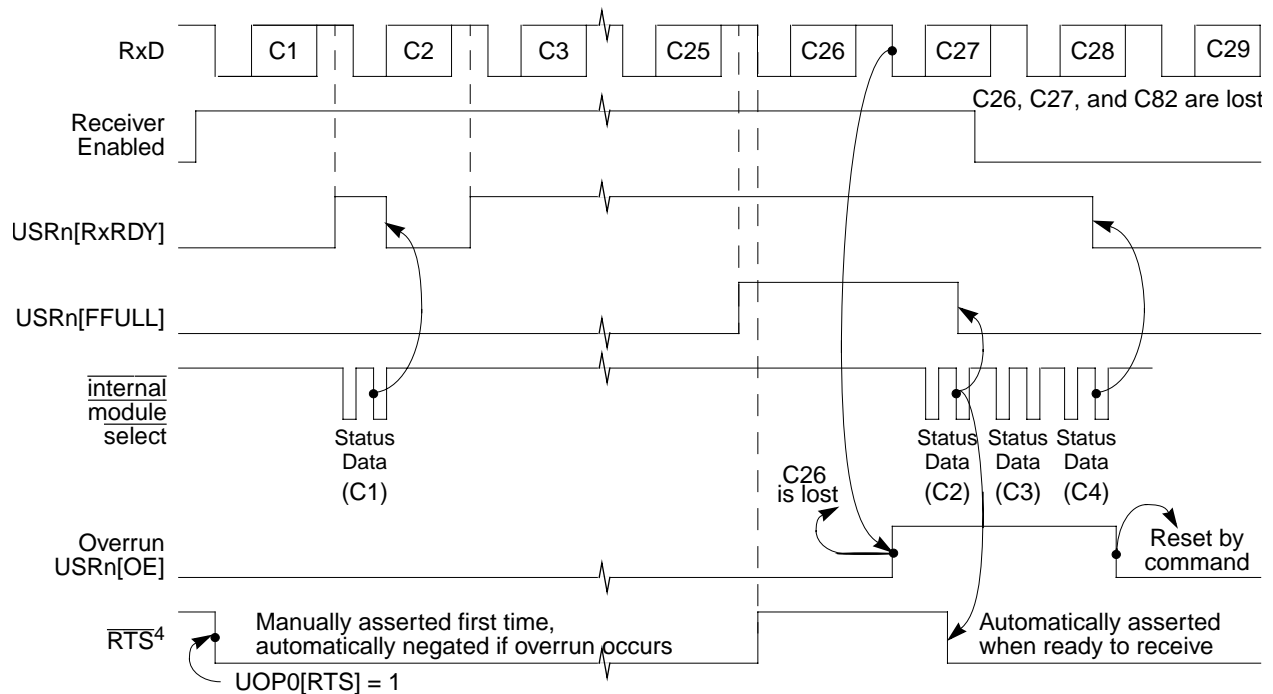 RxD
C1
C2
C3
C25
C26
C27
C28
C29
C26, C27, and C82 are lost
Receiver
Enabled
USRn[RxRDY]
USRn[FFULL]
internal
module
select
Status
Data
(C1)
Status
Data
(C2)
Status
Data
(C3)
Status
Data
(C4)
C26
is lost
Overrun
USRn[OE]
Reset by
command
RTS4
Manually asserted first time,
automatically negated if overrun occurs
Automatically asserted
when ready to receive
UOP0[RTS] = 1